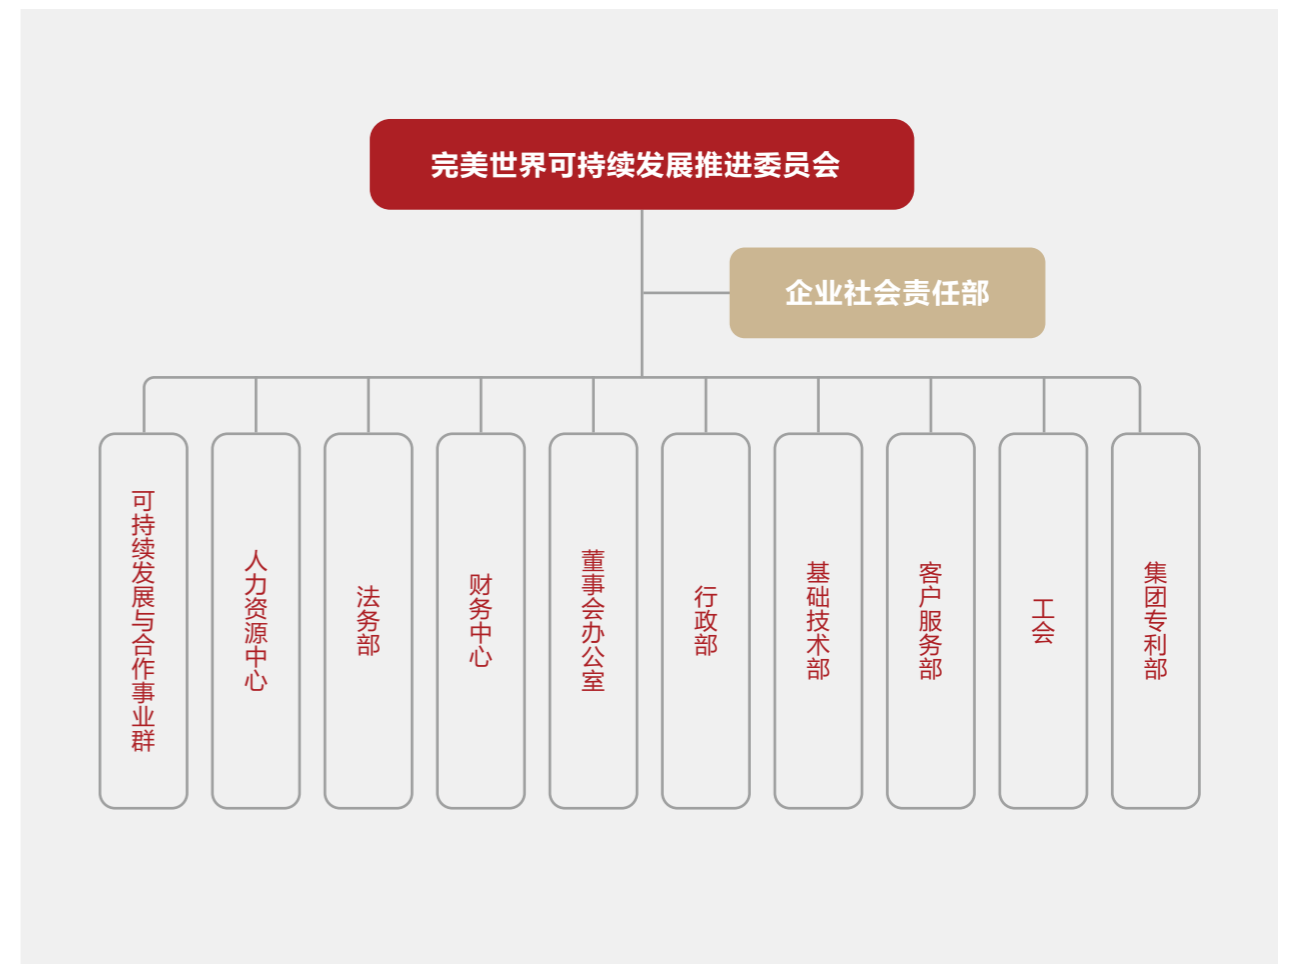 完美世界可持续发展推进委员会
企业社会责任部
可持续发展与合作事业群
人力资源中心
法务部
财务中心
董事会办公室
行政部
基础技术部
客户服务部
工会
集团专利部